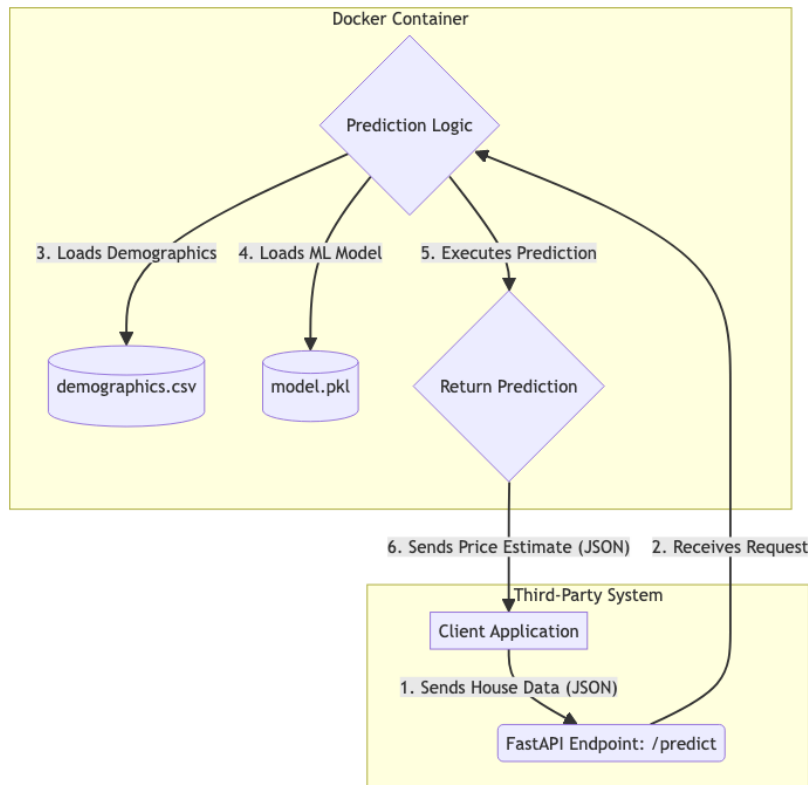 Docker Container
Prediction Logic
3. Loads Demographics
4. Loads ML Model
5. Executes Prediction
demographics.csv
model.pkl
Return Prediction
6. Sends Price Estimate (JSON)
2. Receives Request
Third-Party System
Client Application
1. Sends House Data (JSON)
FastAPI Endpoint: /predict